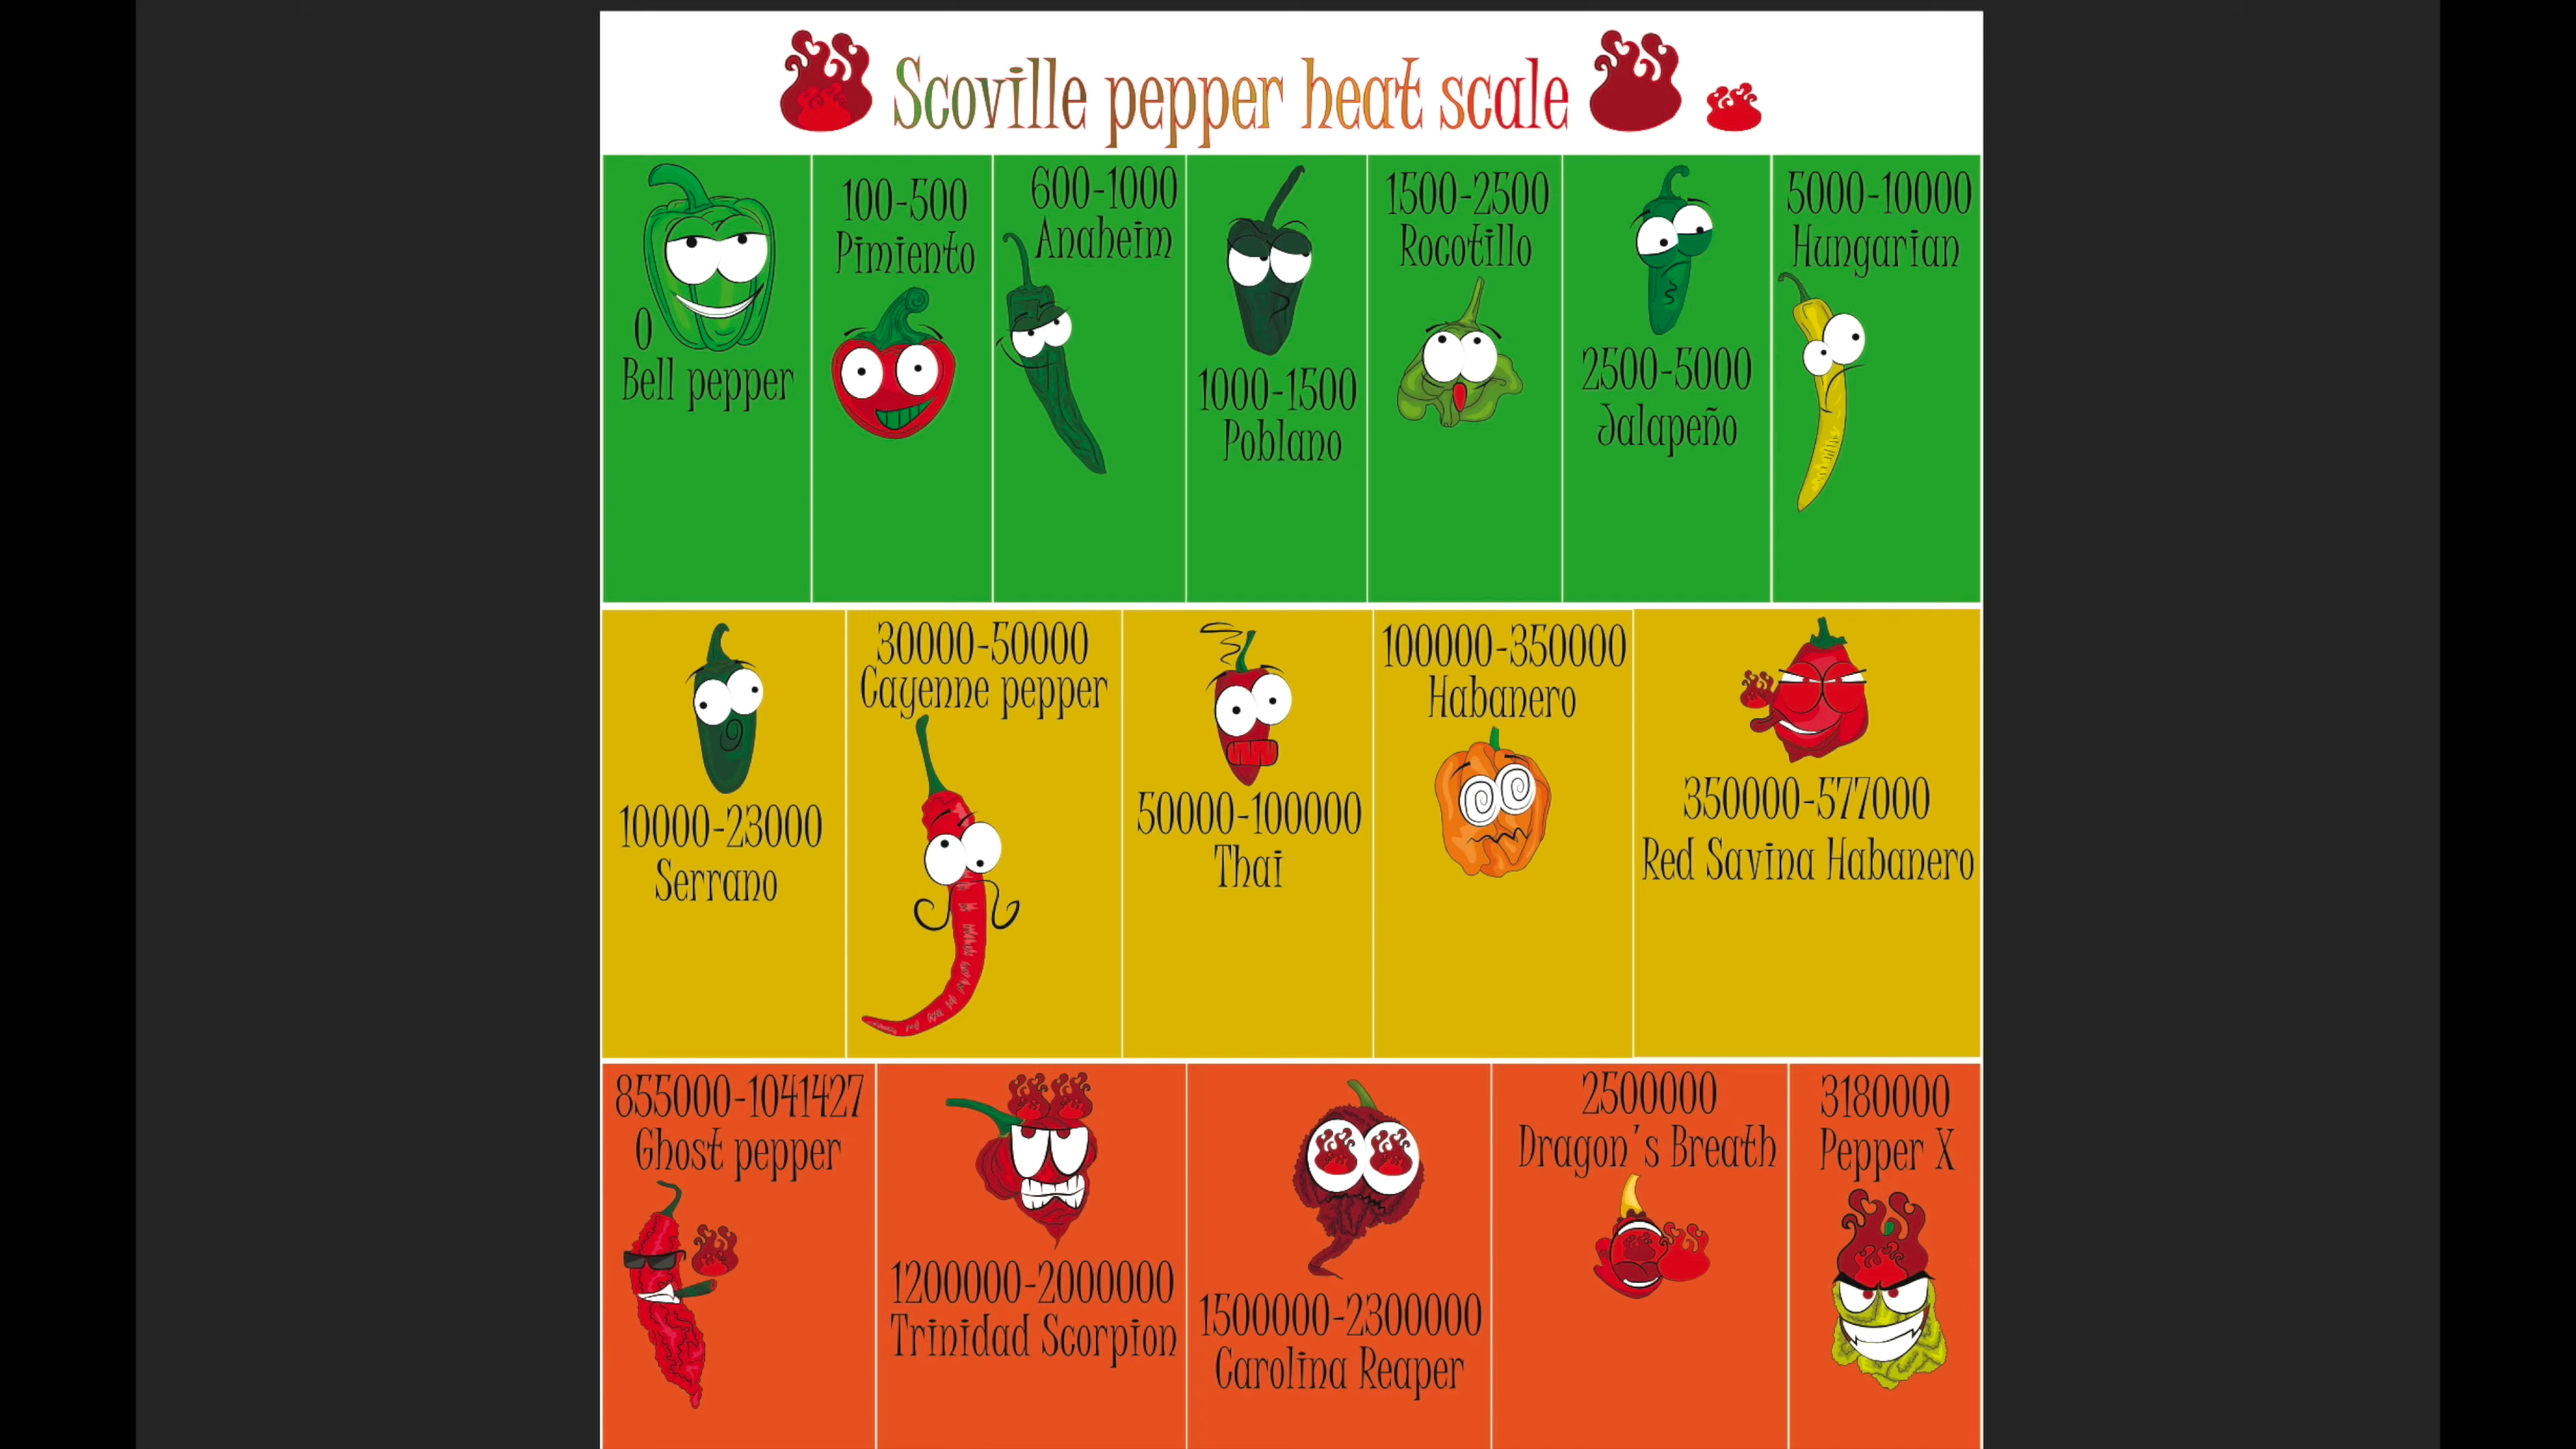 Scoville pepper heat scale
0
Bell pepper
100-500
Pimiento
600-1000
Anaheim
1000-1500
Poblano
1500-2500
Rocotillo
2500-5000
Jalapeño
5000-10000
Hungarian
10000-23000
Serrano
30000-50000
Cayenne pepper
50000-100000
Thai
100000-350000
Habanero
350000-577000
Red Savina Habanero
855000-1041427
Ghost pepper
1200000-2000000
Trinidad Scorpion
1500000-2300000
Carolina Reaper
2500000
Dragon's Breath
3180000
Pepper X